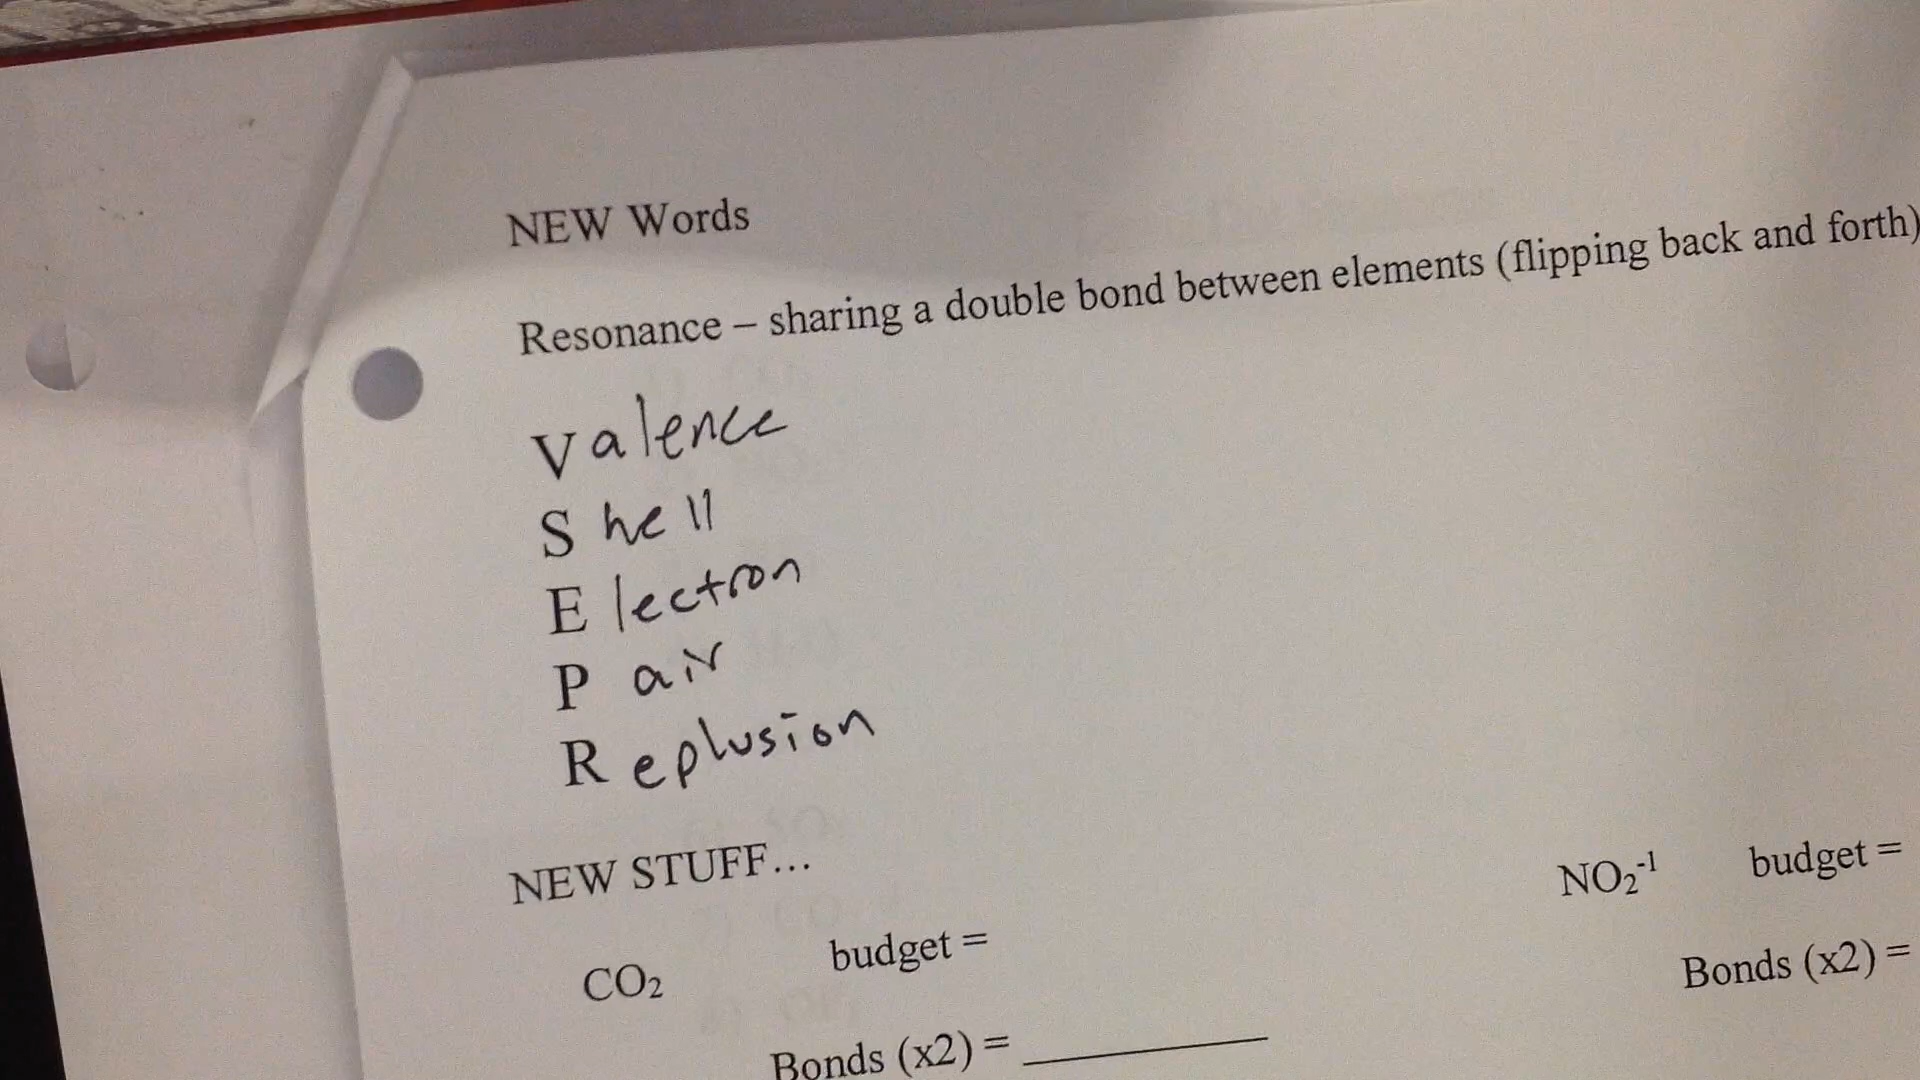 NEW Words
Resonance – sharing a double bond between elements (flipping back and forth)
Valence
Shell
Electron
Pair
Replusion
NEW STUFF...
CO₂ budget =
Bonds (x2) = ________
NO₂⁻¹ budget =
Bonds (x2) =